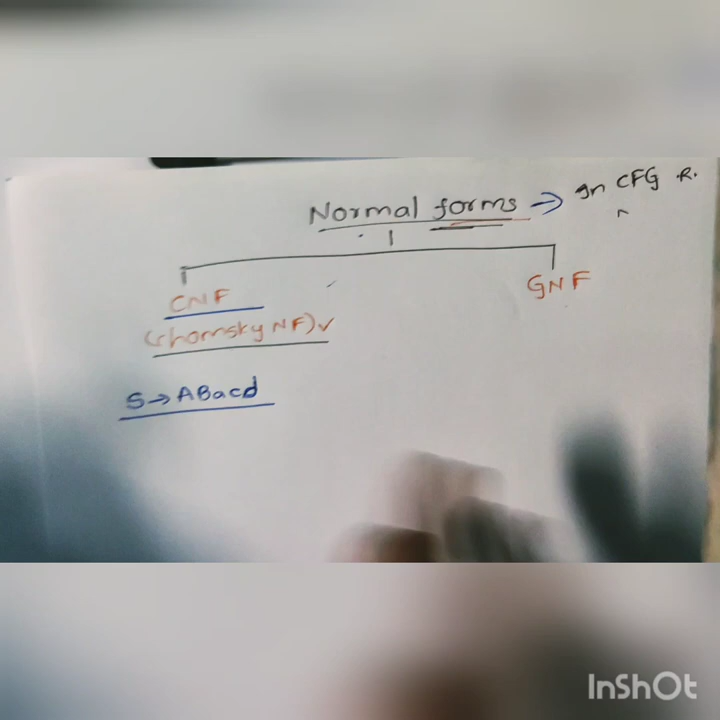 Normal forms → In CFG R.
CNF
GNF
(chomsky NF) ✓
S → ABacd
InShOt